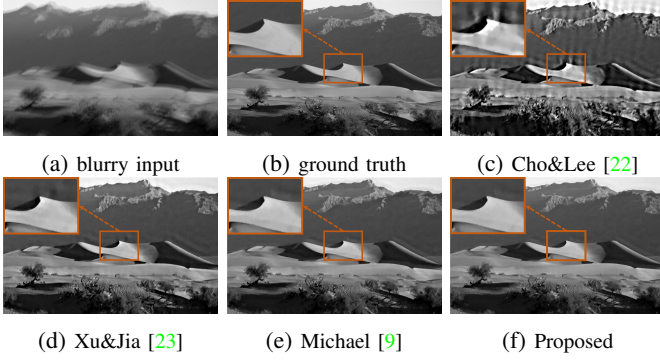 (a) blurry input
(b) ground truth
(c) Cho&Lee [22]
(d) Xu&Jia [23]
(e) Michael [9]
(f) Proposed